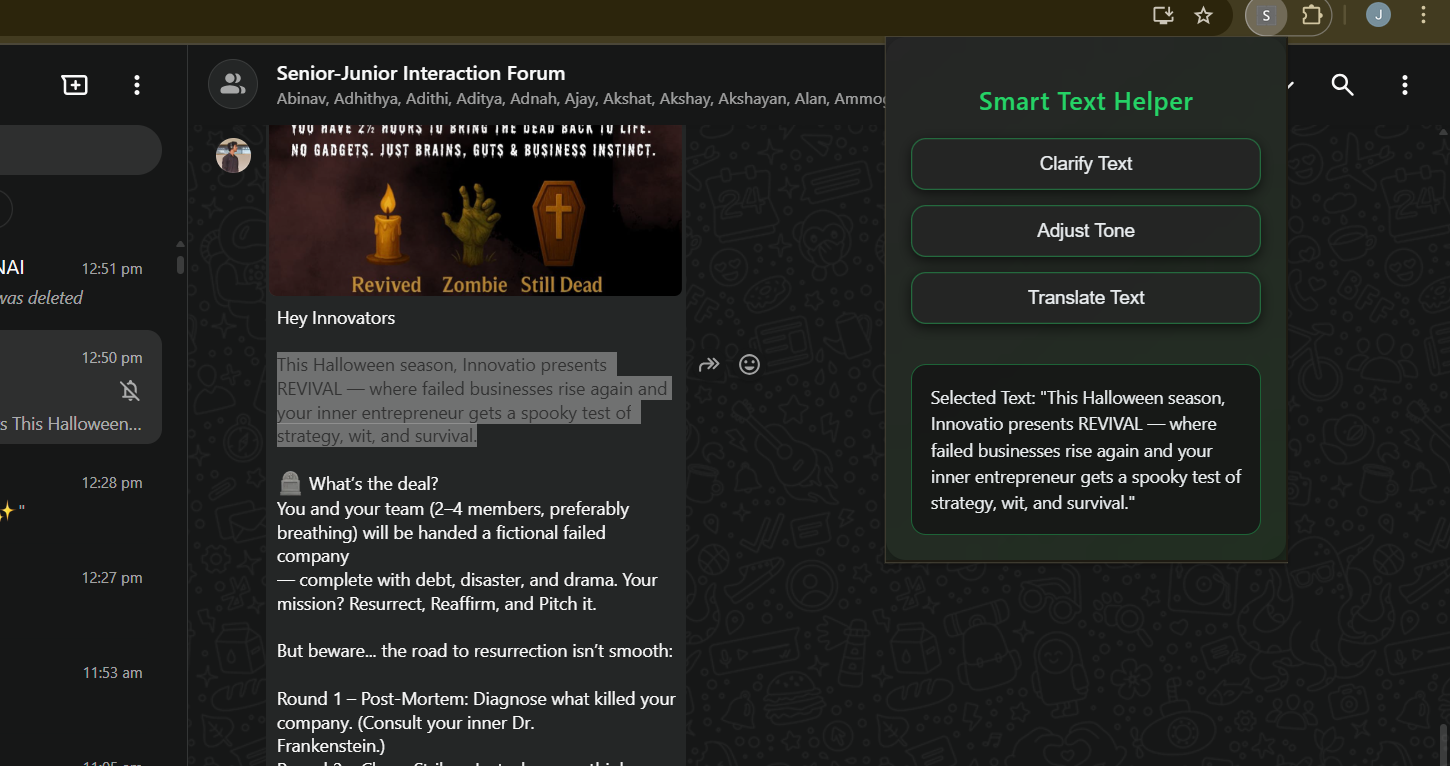 S
J
Senior-Junior Interaction Forum
Abinav, Adhithya, Adithi, Aditya, Adnah, Ajay, Akshat, Akshay, Akshayan, Alan, Ammog
NAI
12:51 pm
was deleted
12:50 pm
s This Halloween...
12:28 pm
"
12:27 pm
11:53 am
11:05 am
YOU HAVE 2½ HOURS TO BRING THE DEAD BACK TO LIFE.
NO GADGETS. JUST BRAINS, GUTS & BUSINESS INSTINCT.
Revived Zombie Still Dead
Hey Innovators
This Halloween season, Innovatio presents
REVIVAL — where failed businesses rise again and
your inner entrepreneur gets a spooky test of
strategy, wit, and survival.
🪦 What's the deal?
You and your team (2–4 members, preferably
breathing) will be handed a fictional failed
company
— complete with debt, disaster, and drama. Your
mission? Resurrect, Reaffirm, and Pitch it.
But beware... the road to resurrection isn't smooth:
Round 1 – Post-Mortem: Diagnose what killed your
company. (Consult your inner Dr.
Frankenstein.)
Smart Text Helper
Clarify Text
Adjust Tone
Translate Text
Selected Text: "This Halloween season,
Innovatio presents REVIVAL — where
failed businesses rise again and your
inner entrepreneur gets a spooky test of
strategy, wit, and survival."